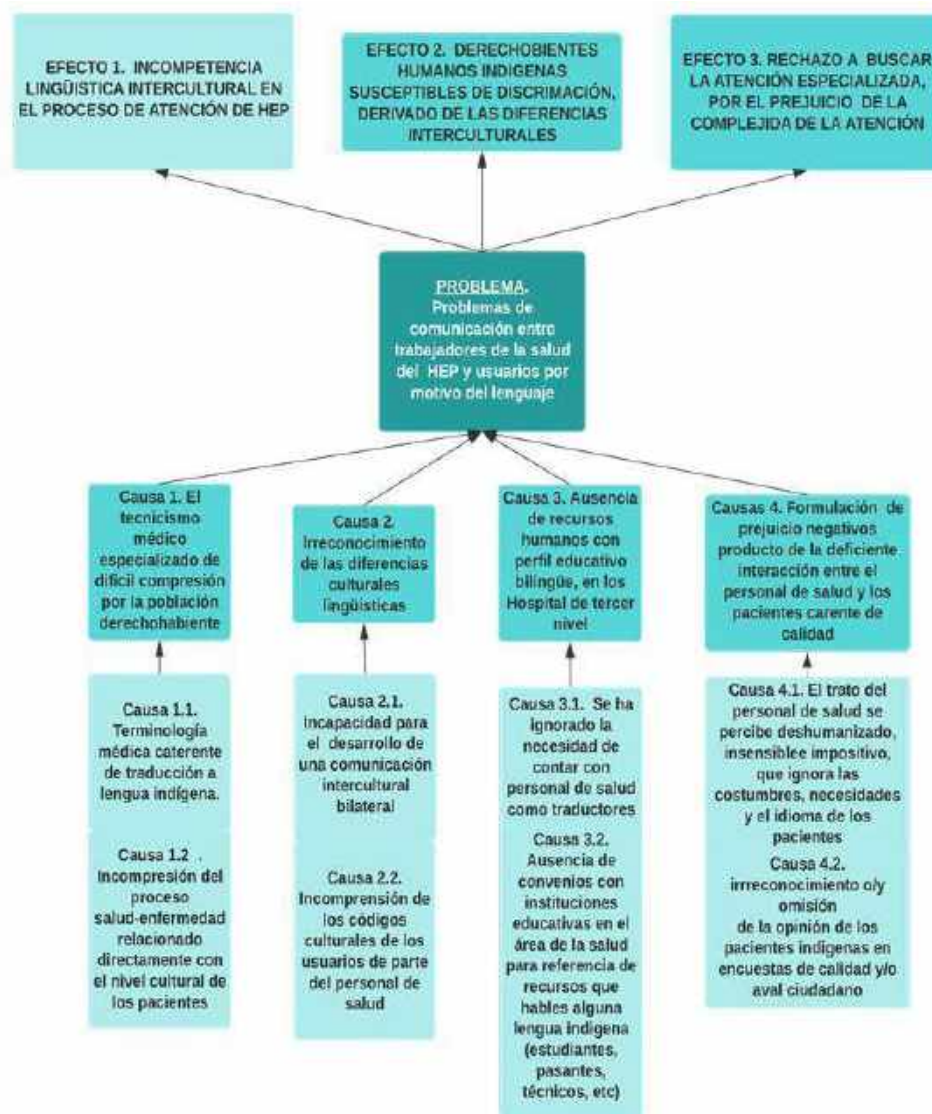 EFECTO 1. INCOMPETENCIA
LINGÜISTICA INTERCULTURAL EN
EL PROCESO DE ATENCIÓN DE HEP
EFECTO 2. DERECHOBIENTES
HUMANOS INDIGENAS
SUSCEPTIBLES DE DISCRIMACIÓN,
DERIVADO DE LAS DIFERENCIAS
INTERCULTURALES
EFECTO 3. RECHAZO A BUSCAR
LA ATENCIÓN ESPECIALIZADA,
POR EL PREJUICIO DE LA
COMPLEJIDA DE LA ATENCIÓN
PROBLEMA.
Problemas de
comunicación entre
trabajadores de la salud
del HEP y usuarios por
motivo del lenguaje
Causa 1. El
tecnicismo
médico
especializado de
difícil compresión
por la población
derechohabiente
Causa 2.
Irreconocimiento
de las diferencias
culturales
lingüísticas
Causa 3. Ausencia
de recursos
humanos con
perfil educativo
bilingüe, en los
Hospital de tercer
nivel
Causas 4. Formulación de
prejuicio negativos
producto de la deficiente
interacción entre el
personal de salud y los
pacientes carente de
calidad
Causa 1.1.
Terminología
médica caterente
de traducción a
lengua indígena.
Causa 1.2 .
Incompresión del
proceso
salud-enfermedad
relacionado
directamente con
el nivel cultural de
los pacientes
Causa 2.1.
incapacidad para
el desarrollo de
una comunicación
intercultural
bilateral
Causa 2.2.
Incomprensión de
los códigos
culturales de los
usuarios de parte
del personal de
salud
Causa 3.1. Se ha
ignorado la
necesidad de
contar con
personal de salud
como traductores
Causa 3.2.
Ausencia de
convenios con
instituciones
educativas en el
área de la salud
para referencia de
recursos que
hables alguna
lengua indigena
(estudiantes,
pasantes,
técnicos, etc)
Causa 4.1. El trato del
personal de salud se
percibe deshumanizado,
insensiblee impositivo,
que ignora las
costumbres, necesidades
y el idioma de los
pacientes
Causa 4.2.
irrreconocimiento o/y
omisión
de la opinión de los
pacientes indigenas en
encuestas de calidad y/o
aval ciudadano